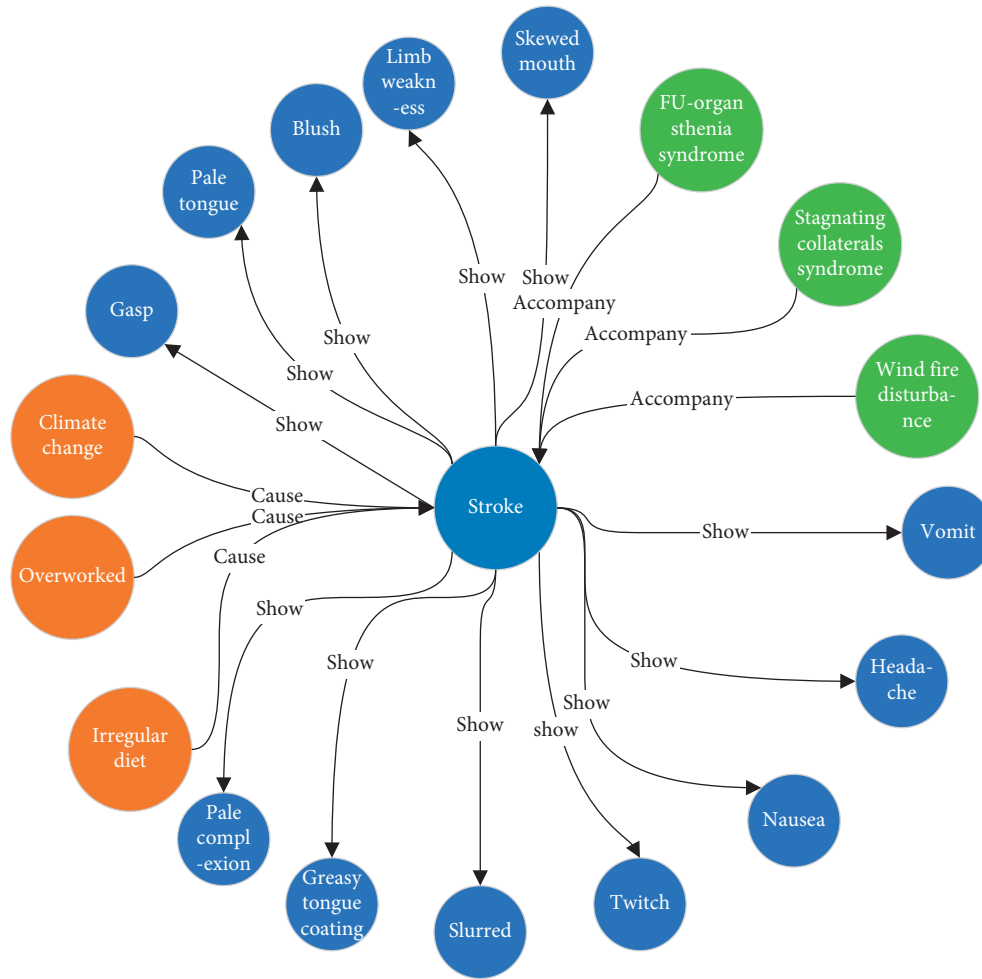 Skewed
mouth
Limb
weakn
-ess
FU-organ
sthenia
syndrome
Blush
Pale
tongue
Stagnating
collaterals
syndrome
Show
Show
Accompany
Gasp
Show
Accompany
Show
Wind fire
disturba-
nce
Accompany
Climate
change
Show
Cause
Cause
Stroke
Show
Vomit
Cause
Overworked
Show
Show
Show
Heada-
che
Show
Show
show
Irregular
diet
Pale
compl
-exion
Nausea
Greasy
tongue
coating
Slurred
Twitch